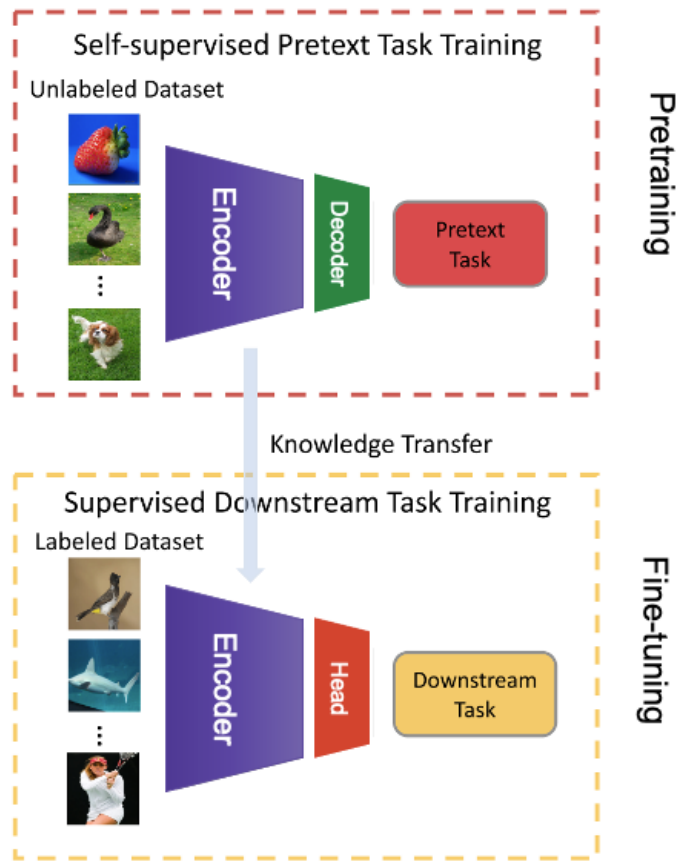 Self-supervised Pretext Task Training
Unlabeled Dataset
Encoder
Decoder
Pretext
Task
...
Pretraining
Knowledge Transfer
Supervised Downstream Task Training
Labeled Dataset
Encoder
Head
Downstream
Task
...
Fine-tuning